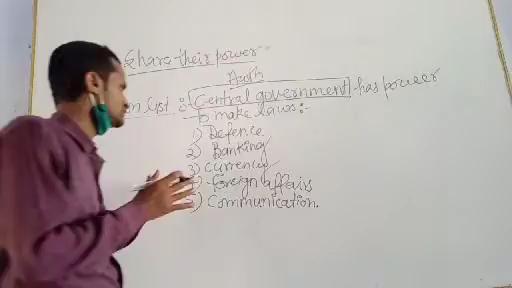 Share their power
List : Central government has power
to make laws:-
1) Defence
2) Banking
3) Currency
4) foreign affairs
5) Communication.